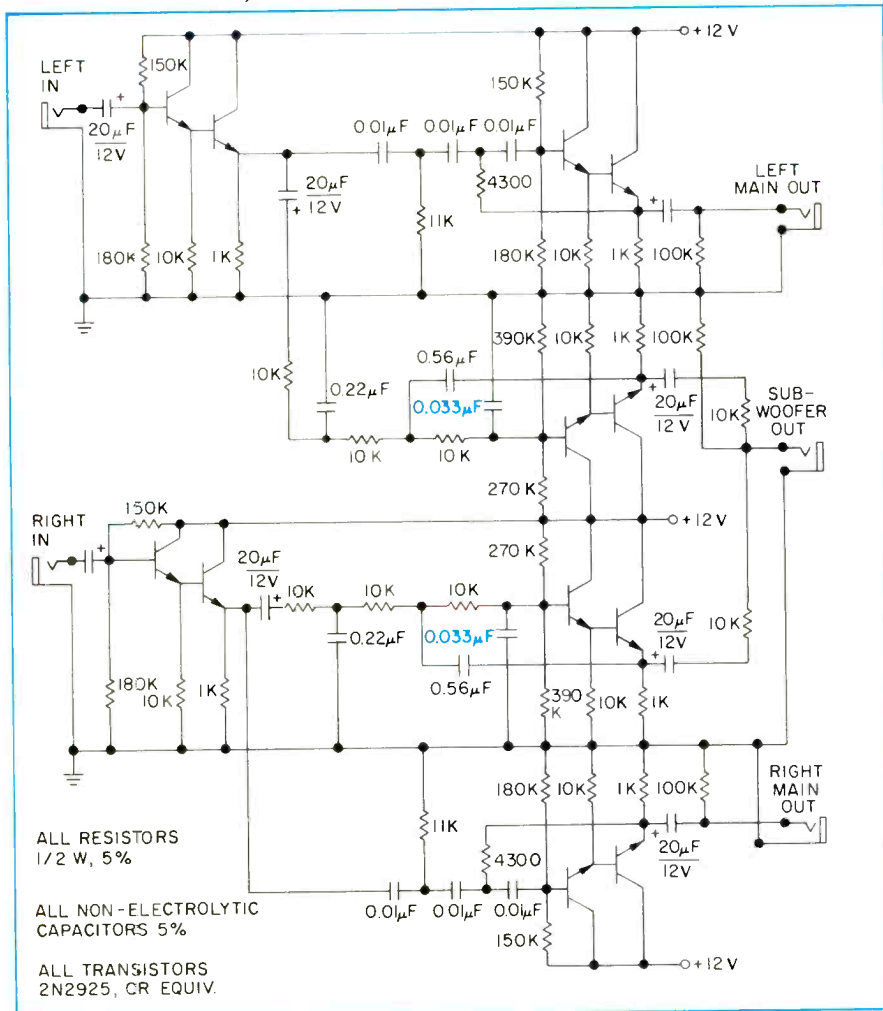 +12 V
LEFT
IN
150K
+
20µF
12V
180K
10K
1K
20µF
+ 12V
0.01µF
0.01µF
0.01µF
11K
150K
4300
+
LEFT
MAIN OUT
180K
10K
1K
100K
390K
10K
1K
100K
10K
0.22µF
0.56µF
0.033µF
10K
10K
+
20µF
12 V
10K
SUB-
WOOFER
OUT
270K
+12V
270K
RIGHT
IN
150K
+
20µF
12V
+
10K
10K
10K
0.22µF
0.033µF
0.56µF
20µF
12V
+
10K
180K
10K
1K
390
K
10K
1K
11K
180K
10K
1K
100K
RIGHT
MAIN
OUT
+
20µF
12V
4300
0.01µF
0.01µF
0.01µF
150K
+12V
ALL RESISTORS
1/2 W, 5%
ALL NON-ELECTROLYTIC
CAPACITORS 5%
ALL TRANSISTORS
2N2925, OR EQUIV.